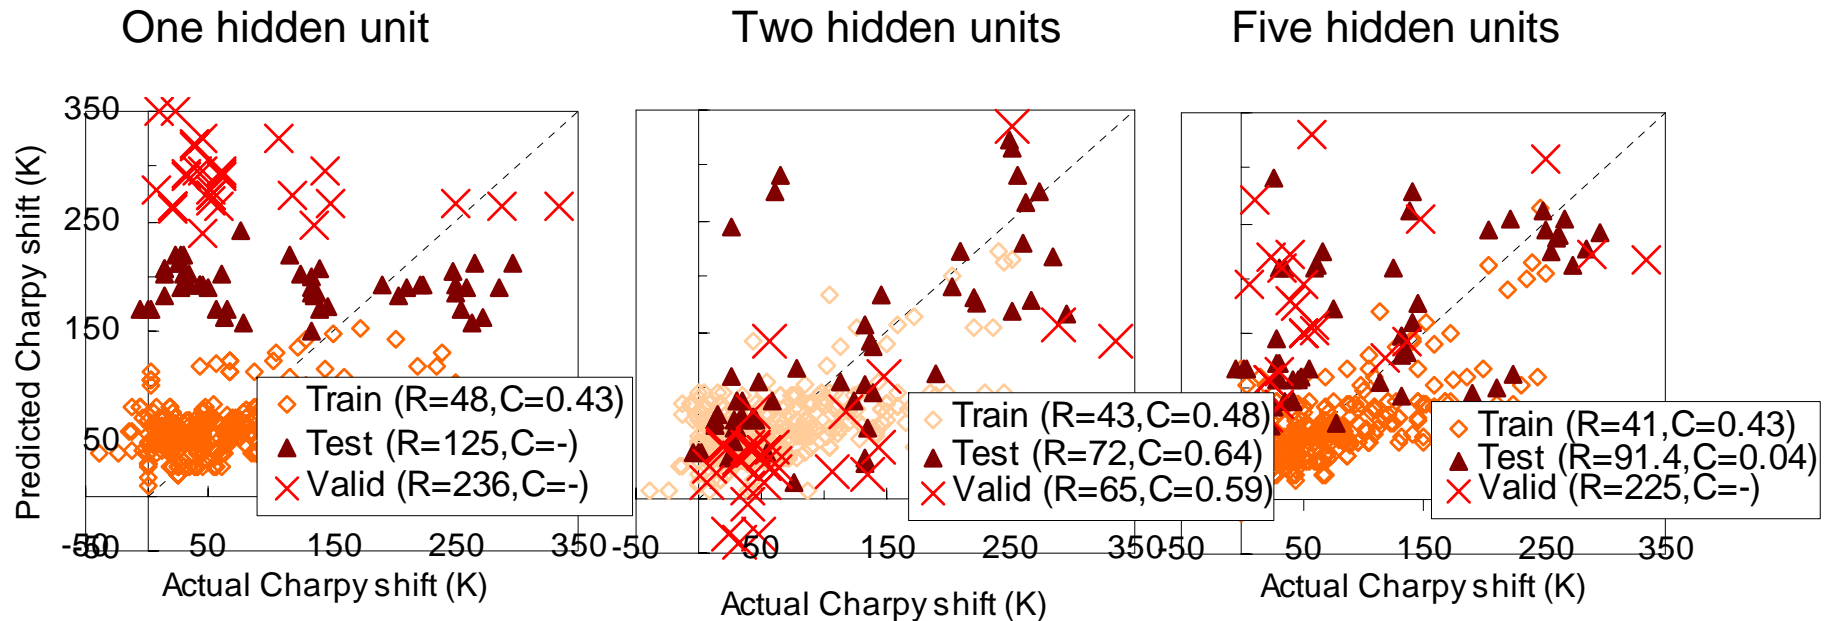 One hidden unit
Two hidden units
Five hidden units
Predicted Charpy shift (K)
350
250
150
50
-50
-50 50 150 250 350
Train (R=48,C=0.43)
Test (R=125,C=-)
Valid (R=236,C=-)
Actual Charpy shift (K)
-50 50 150 250 350
Train (R=43,C=0.48)
Test (R=72,C=0.64)
Valid (R=65,C=0.59)
Actual Charpy shift (K)
-50 50 150 250 350
Train (R=41,C=0.43)
Test (R=91.4,C=0.04)
Valid (R=225,C=-)
Actual Charpy shift (K)